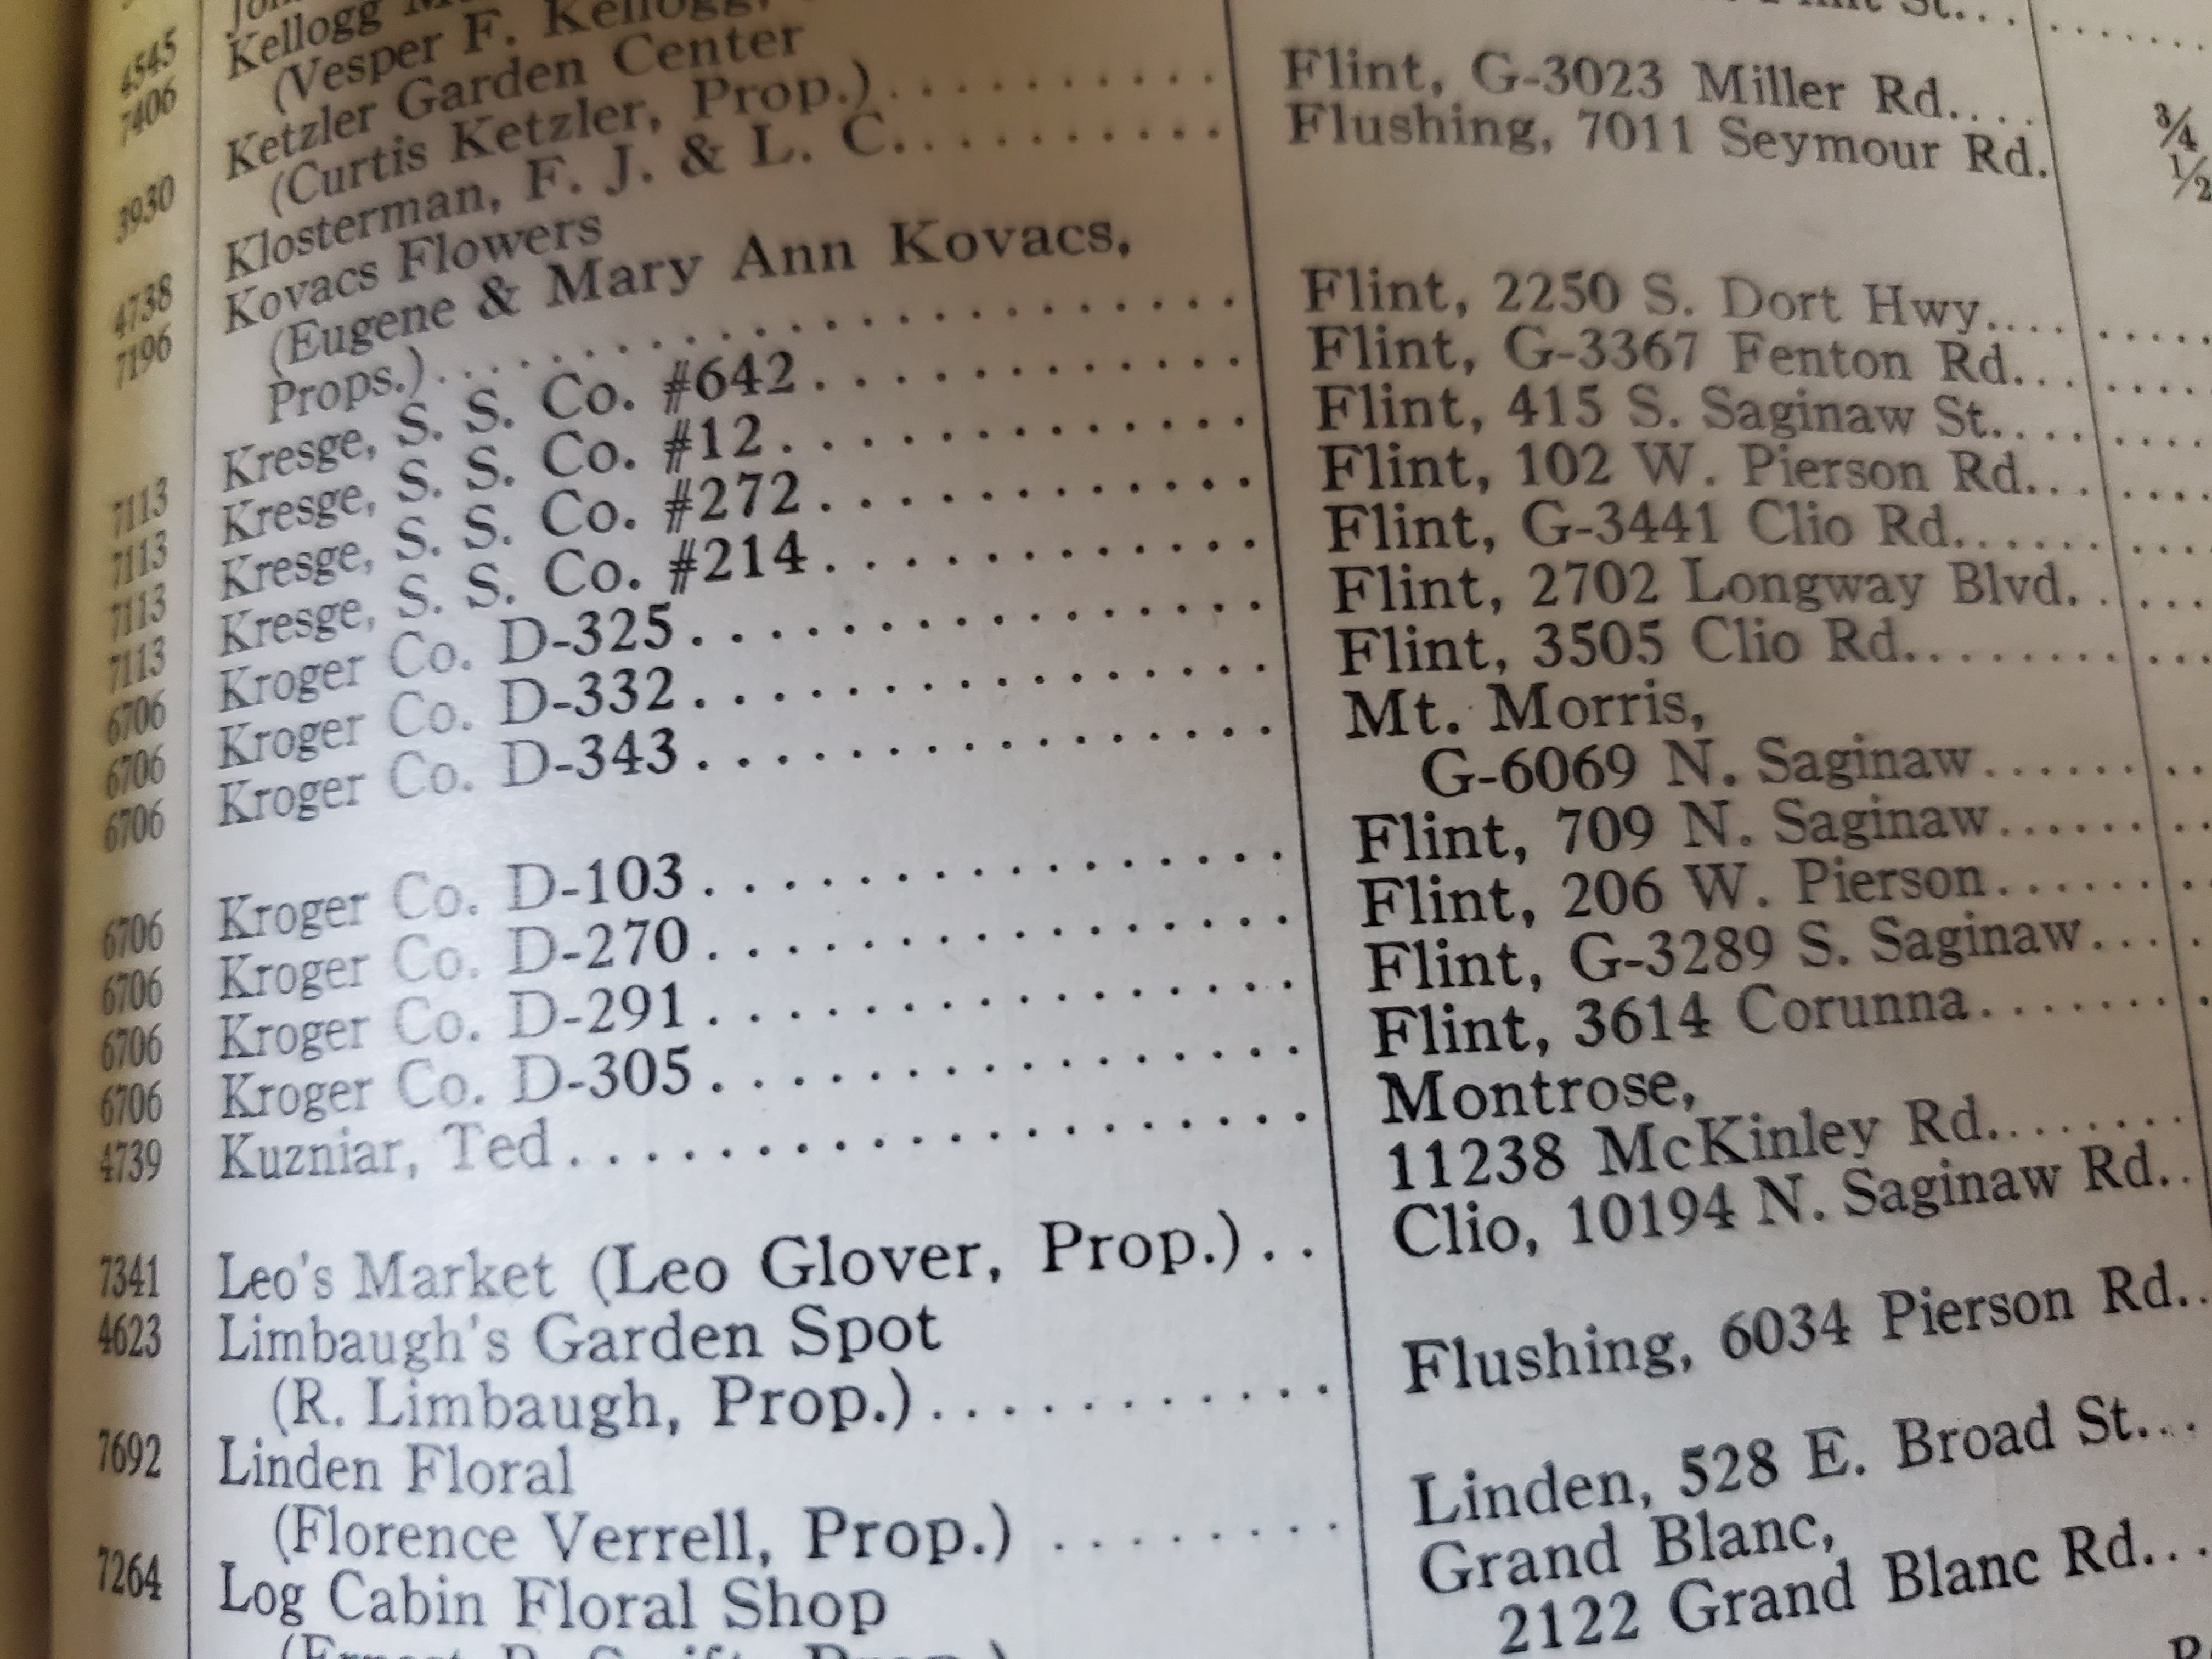 4545
7406 Kellogg
(Vesper F. Kellogg,
3930 Ketzler Garden Center
(Curtis Ketzler, Prop.).......... Flint, G-3023 Miller Rd.... ¾
4738 Klosterman, F. J. & L. C........... Flushing, 7011 Seymour Rd. ½
7196 Kovacs Flowers
(Eugene & Mary Ann Kovacs,
Props.)................ Flint, 2250 S. Dort Hwy....
7113 Kresge, S. S. Co. #642............ Flint, G-3367 Fenton Rd...
7113 Kresge, S. S. Co. #12............. Flint, 415 S. Saginaw St....
7113 Kresge, S. S. Co. #272............ Flint, 102 W. Pierson Rd...
7113 Kresge, S. S. Co. #214............ Flint, G-3441 Clio Rd......
6706 Kroger Co. D-325................ Flint, 2702 Longway Blvd.
6706 Kroger Co. D-332................ Flint, 3505 Clio Rd........
6706 Kroger Co. D-343................ Mt. Morris,
G-6069 N. Saginaw......
6706 Kroger Co. D-103................ Flint, 709 N. Saginaw......
6706 Kroger Co. D-270................ Flint, 206 W. Pierson......
6706 Kroger Co. D-291................ Flint, G-3289 S. Saginaw...
6706 Kroger Co. D-305................ Flint, 3614 Corunna.......
4739 Kuzniar, Ted.................... Montrose,
11238 McKinley Rd.......
7341 Leo's Market (Leo Glover, Prop.).. Clio, 10194 N. Saginaw Rd..
4623 Limbaugh's Garden Spot
(R. Limbaugh, Prop.)........... Flushing, 6034 Pierson Rd..
7692 Linden Floral
(Florence Verrell, Prop.) ........ Linden, 528 E. Broad St...
7264 Log Cabin Floral Shop Grand Blanc,
2122 Grand Blanc Rd...